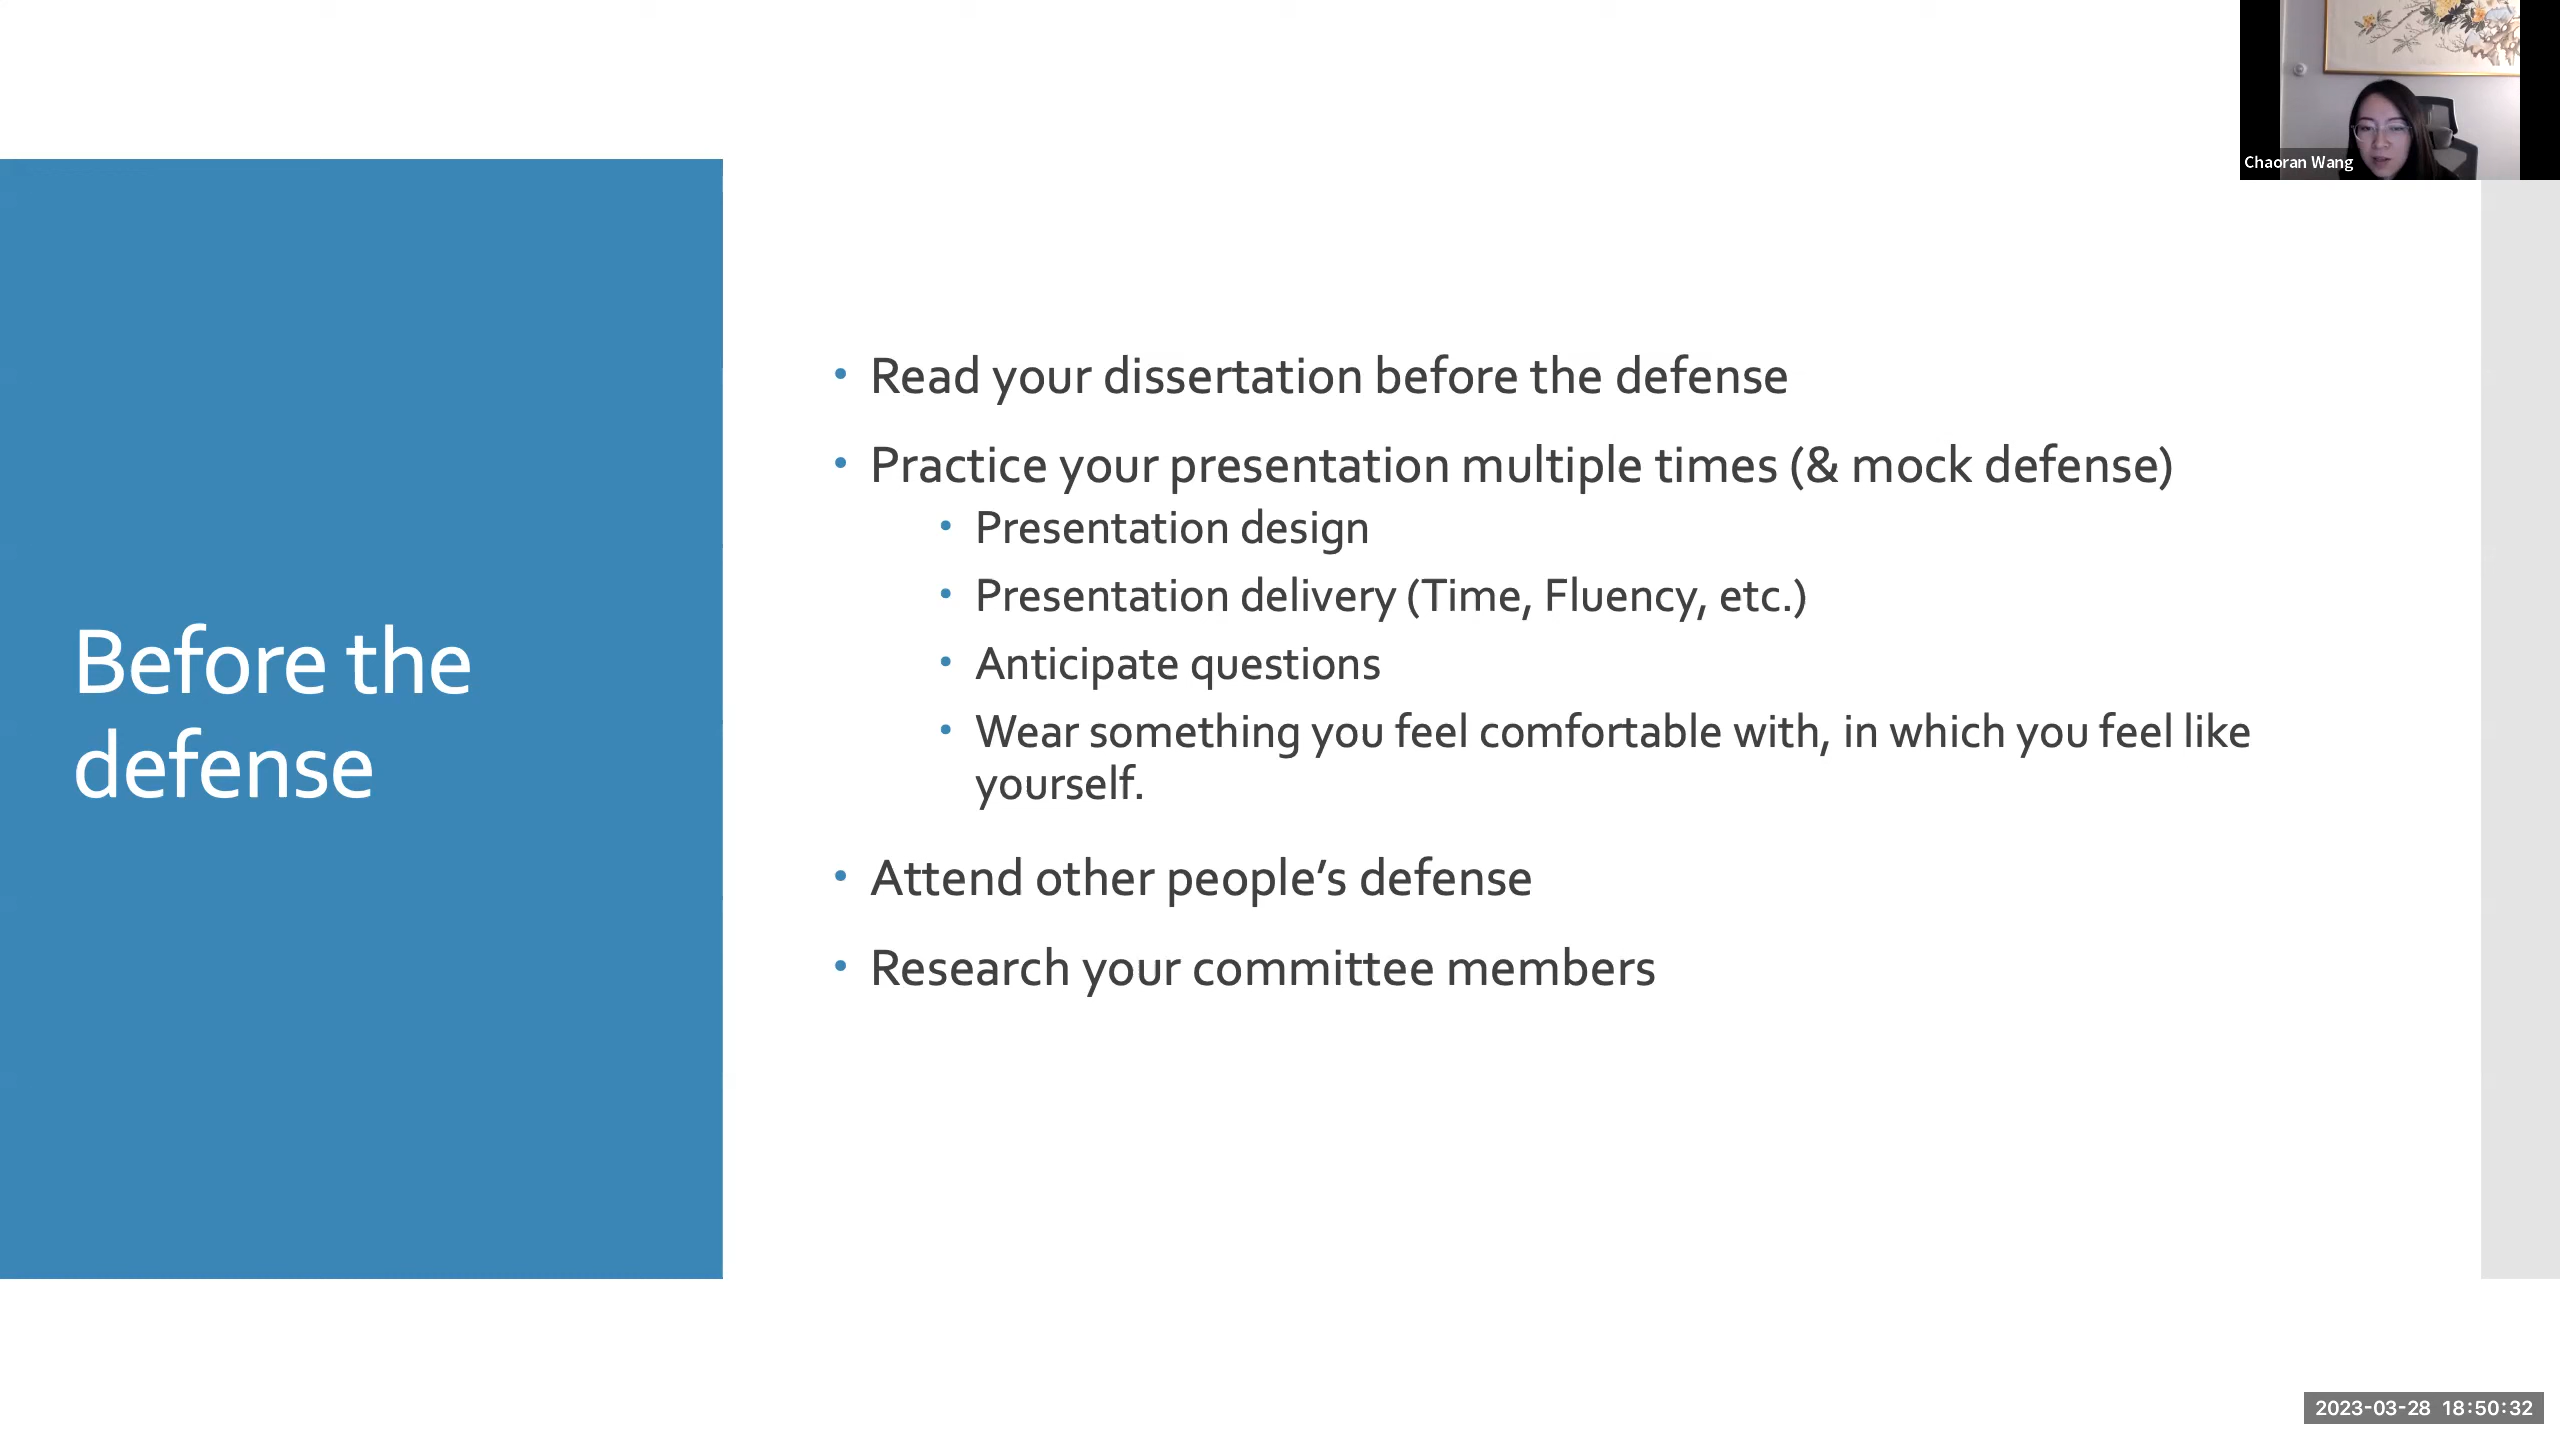 Chaoran Wang
Before the
defense
• Read your dissertation before the defense
• Practice your presentation multiple times (& mock defense)
• Presentation design
• Presentation delivery (Time, Fluency, etc.)
• Anticipate questions
• Wear something you feel comfortable with, in which you feel like
yourself.
• Attend other people’s defense
• Research your committee members
2023-03-28 18:50:32